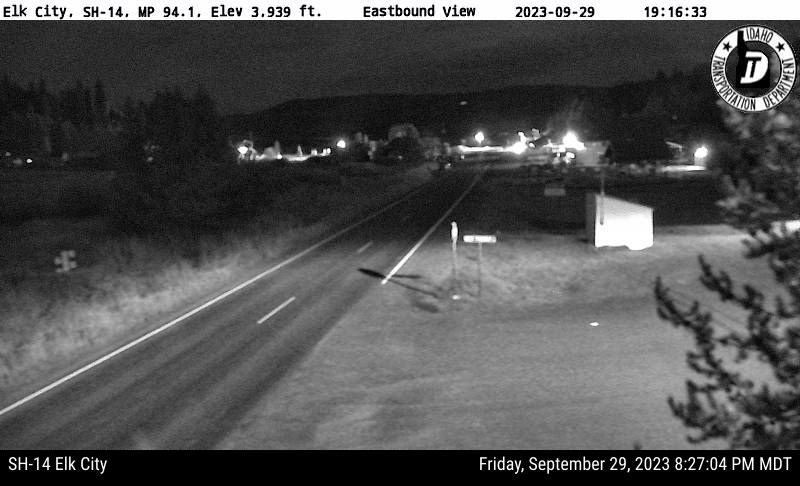 Elk City, SH-14, MP 94.1, Elev 3,939 ft. Eastbound View 2023-09-29 19:16:33
IDAHO
TRANSPORTATION DEPARTMENT
SH-14 Elk City Friday, September 29, 2023 8:27:04 PM MDT